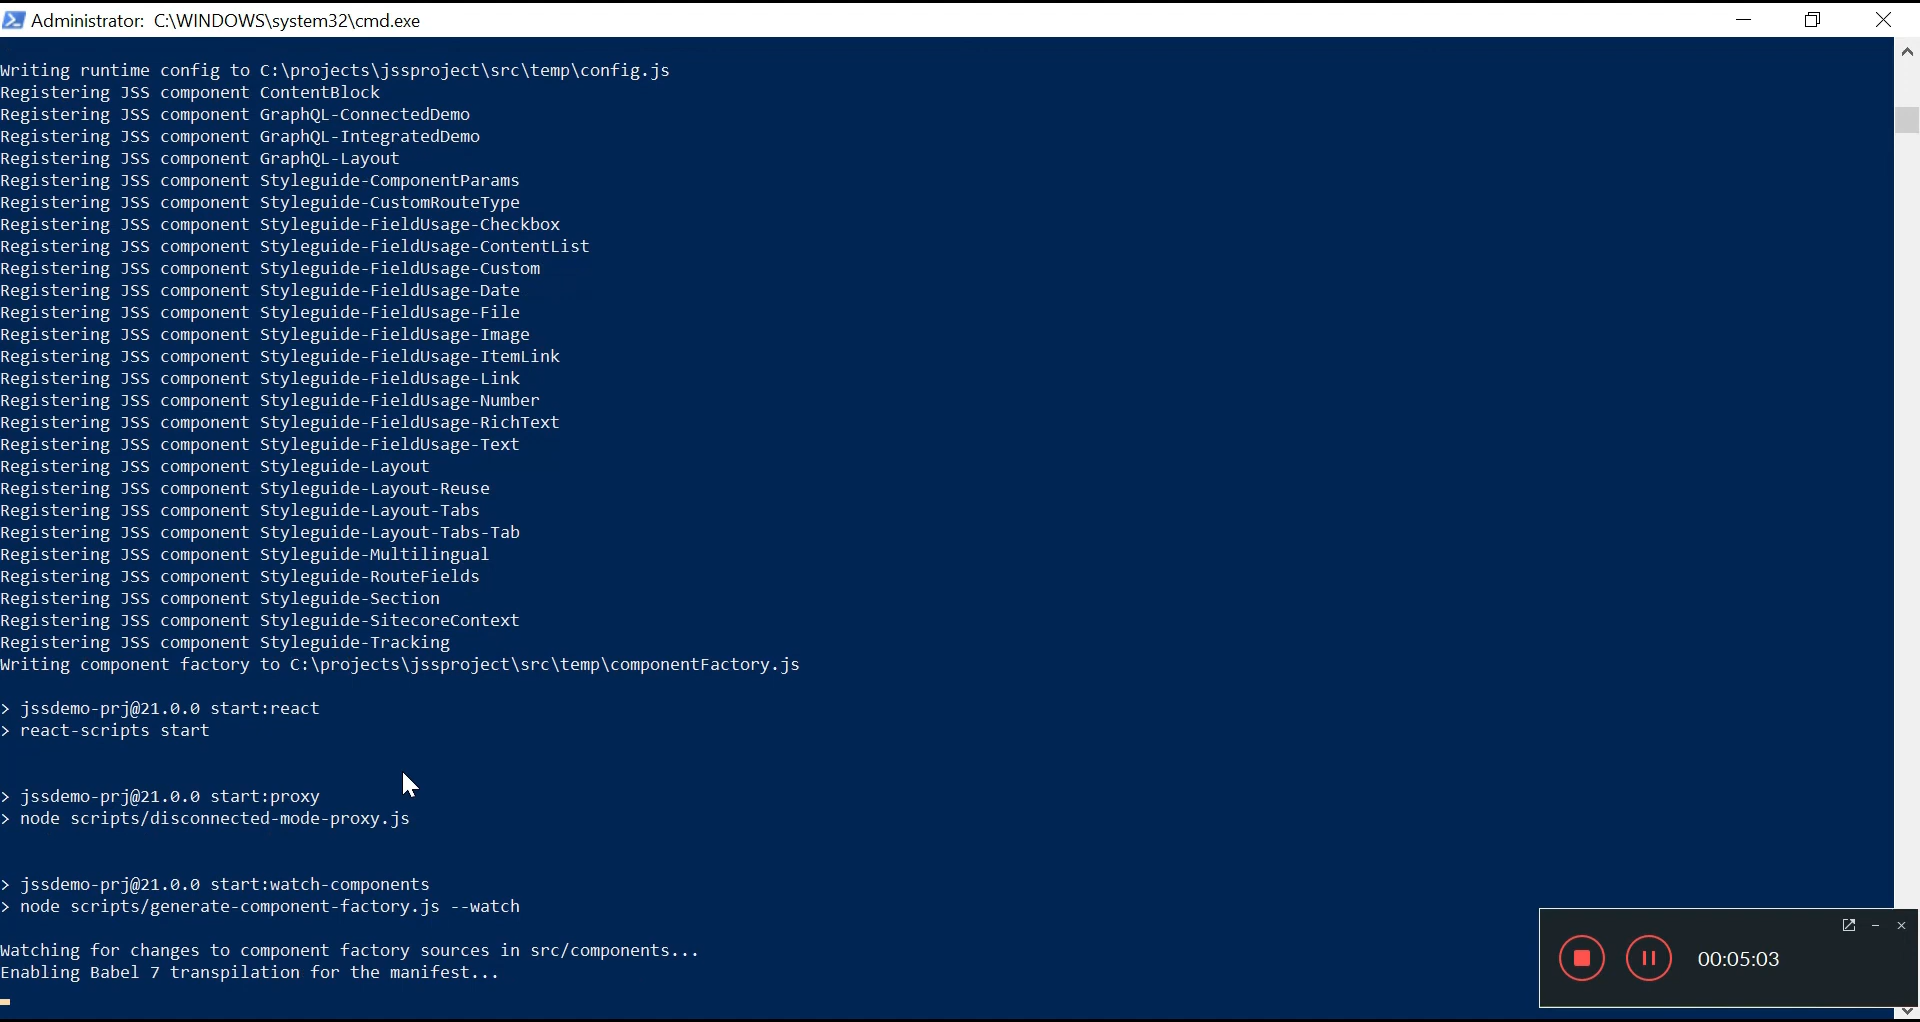 Administrator: C:\WINDOWS\system32\cmd.exe
Writing runtime config to C:\projects\jssproject\src\temp\config.js
Registering JSS component ContentBlock
Registering JSS component GraphQL-ConnectedDemo
Registering JSS component GraphQL-IntegratedDemo
Registering JSS component GraphQL-Layout
Registering JSS component Styleguide-ComponentParams
Registering JSS component Styleguide-CustomRouteType
Registering JSS component Styleguide-FieldUsage-Checkbox
Registering JSS component Styleguide-FieldUsage-ContentList
Registering JSS component Styleguide-FieldUsage-Custom
Registering JSS component Styleguide-FieldUsage-Date
Registering JSS component Styleguide-FieldUsage-File
Registering JSS component Styleguide-FieldUsage-Image
Registering JSS component Styleguide-FieldUsage-ItemLink
Registering JSS component Styleguide-FieldUsage-Link
Registering JSS component Styleguide-FieldUsage-Number
Registering JSS component Styleguide-FieldUsage-RichText
Registering JSS component Styleguide-FieldUsage-Text
Registering JSS component Styleguide-Layout
Registering JSS component Styleguide-Layout-Reuse
Registering JSS component Styleguide-Layout-Tabs
Registering JSS component Styleguide-Layout-Tabs-Tab
Registering JSS component Styleguide-Multilingual
Registering JSS component Styleguide-RouteFields
Registering JSS component Styleguide-Section
Registering JSS component Styleguide-SitecoreContext
Registering JSS component Styleguide-Tracking
Writing component factory to C:\projects\jssproject\src\temp\componentFactory.js
> jssdemo-prj@21.0.0 start:react
> react-scripts start
> jssdemo-prj@21.0.0 start:proxy
> node scripts/disconnected-mode-proxy.js
> jssdemo-prj@21.0.0 start:watch-components
> node scripts/generate-component-factory.js --watch
Watching for changes to component factory sources in src/components...
Enabling Babel 7 transpilation for the manifest...
00:05:03